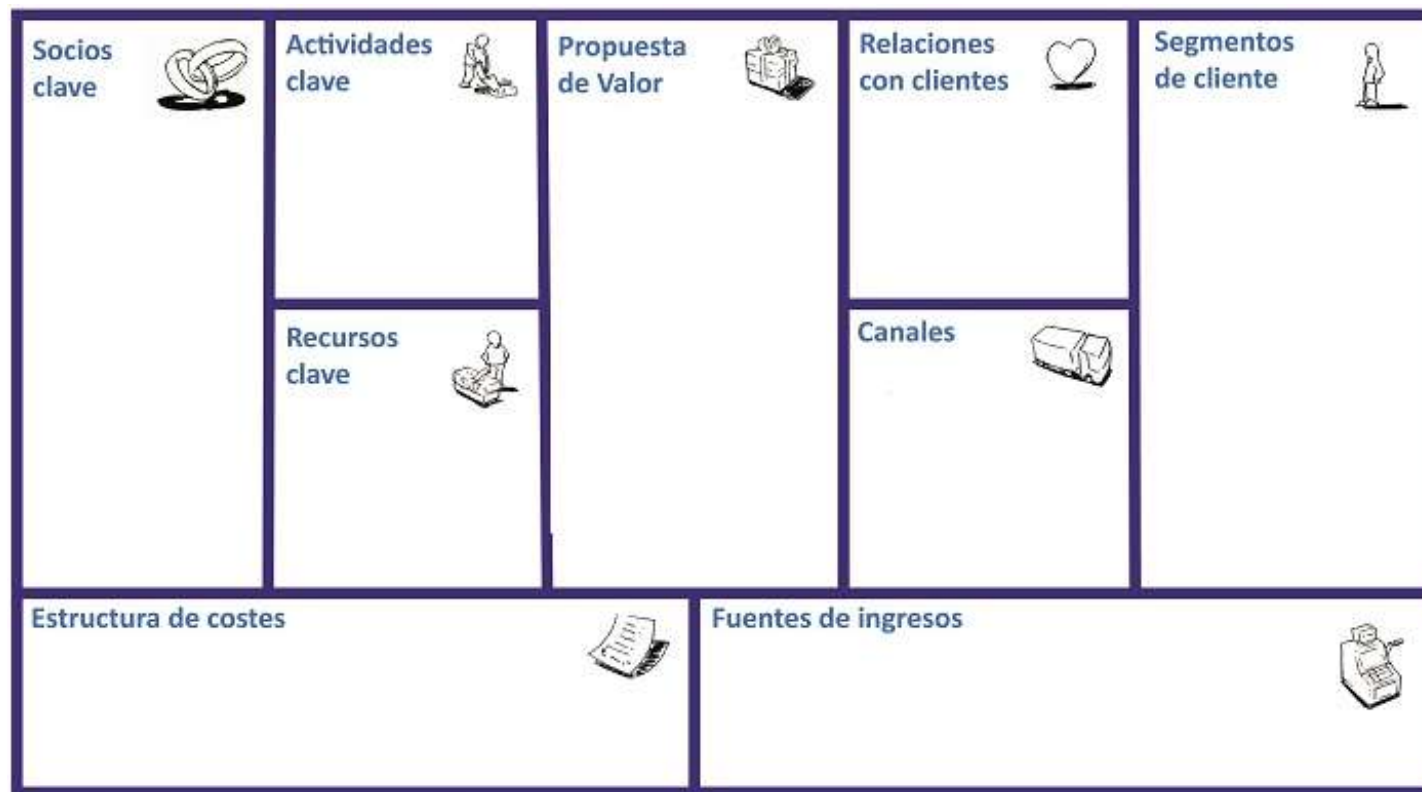 Socios
clave
Actividades
clave
Propuesta
de Valor
Relaciones
con clientes
Segmentos
de cliente
Recursos
clave
Canales
Estructura de costes
Fuentes de ingresos